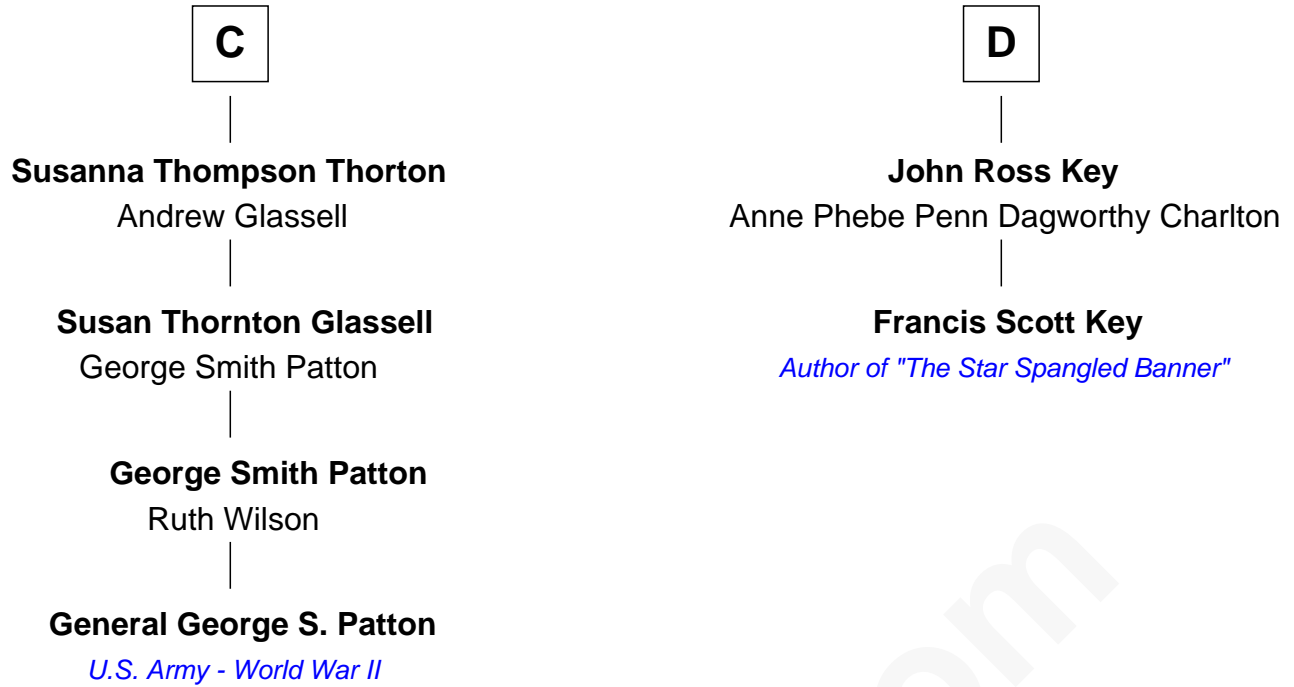 C
Susanna Thompson Thorton
Andrew Glassell
Susan Thornton Glassell
George Smith Patton
George Smith Patton
Ruth Wilson
General George S. Patton
U.S. Army - World War II
D
John Ross Key
Anne Phebe Penn Dagworthy Charlton
Francis Scott Key
Author of "The Star Spangled Banner"
om